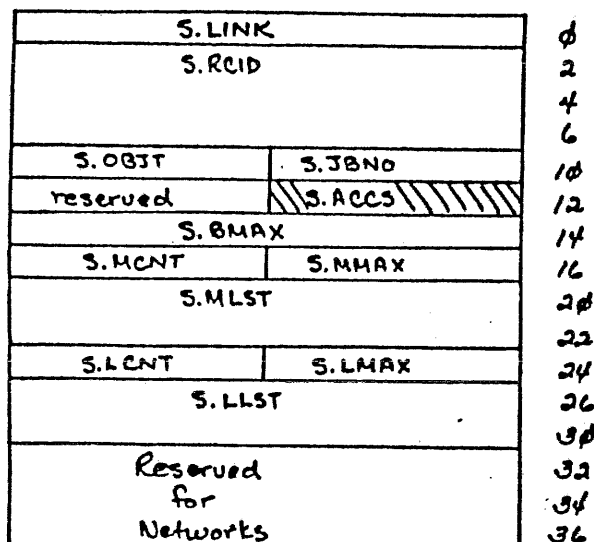 S.LINK ø
S.RCID 2
4
6
S.OBJT S.JBNO 1ø
reserved S.ACCS 12
S.BMAX 14
S.MCNT S.MMAX 16
S.MLST 2ø
22
S.LCNT S.LMAX 24
S.LLST 26
3ø
Reserved 32
for 34
Networks 36